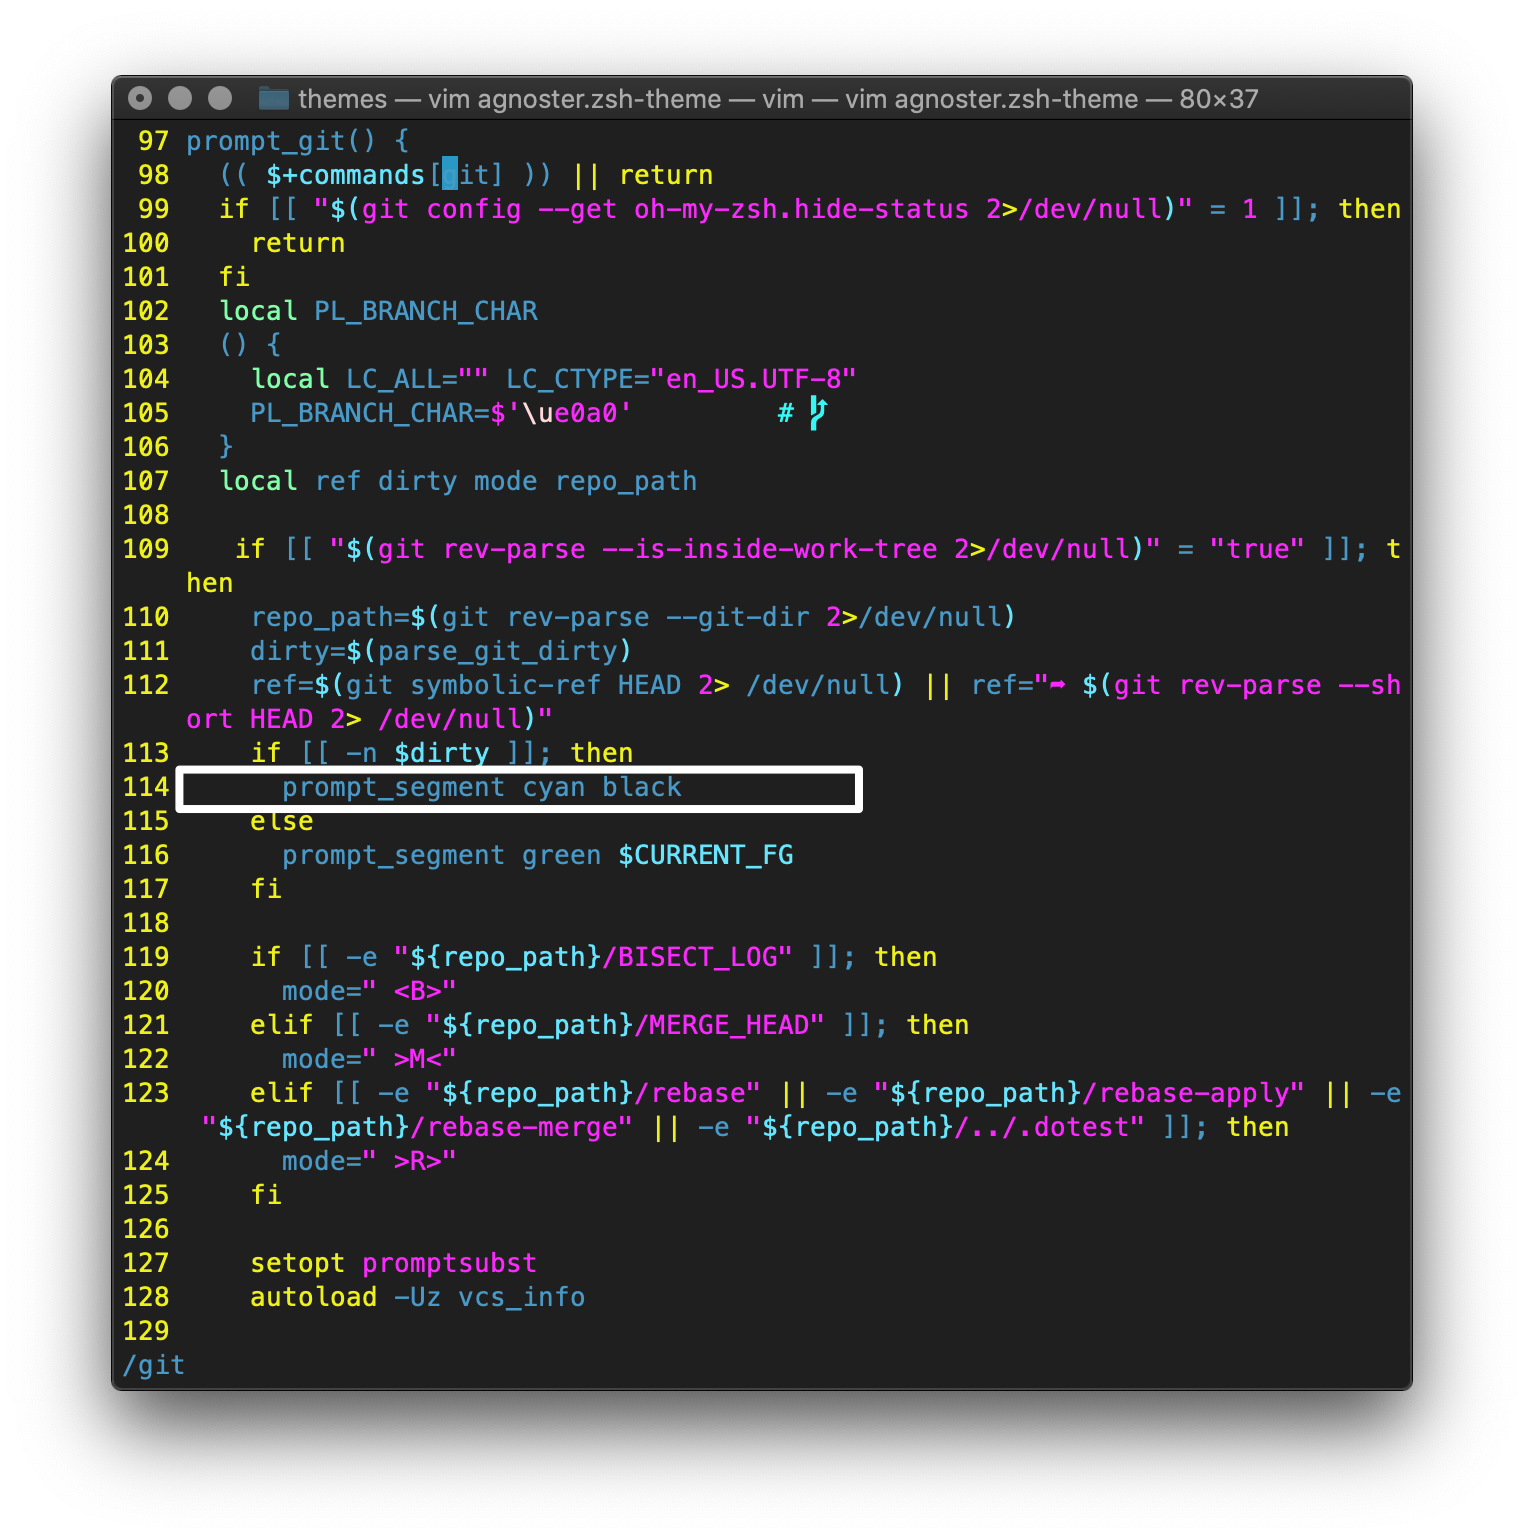 themes — vim agnoster.zsh-theme — vim — vim agnoster.zsh-theme — 80×37
97 prompt_git() {
98   (( $+commands[git] )) || return
99   if [[ "$(git config --get oh-my-zsh.hide-status 2>/dev/null)" = 1 ]]; then
100     return
101   fi
102   local PL_BRANCH_CHAR
103   () {
104     local LC_ALL="" LC_CTYPE="en_US.UTF-8"
105     PL_BRANCH_CHAR=$'\ue0a0'         # 
106   }
107   local ref dirty mode repo_path
108
109    if [[ "$(git rev-parse --is-inside-work-tree 2>/dev/null)" = "true" ]]; t
hen
110     repo_path=$(git rev-parse --git-dir 2>/dev/null)
111     dirty=$(parse_git_dirty)
112     ref=$(git symbolic-ref HEAD 2> /dev/null) || ref="➦ $(git rev-parse --sh
ort HEAD 2> /dev/null)"
113     if [[ -n $dirty ]]; then
114       prompt_segment cyan black
115     else
116       prompt_segment green $CURRENT_FG
117     fi
118
119     if [[ -e "${repo_path}/BISECT_LOG" ]]; then
120       mode=" <B>"
121     elif [[ -e "${repo_path}/MERGE_HEAD" ]]; then
122       mode=" >M<"
123     elif [[ -e "${repo_path}/rebase" || -e "${repo_path}/rebase-apply" || -e
 "${repo_path}/rebase-merge" || -e "${repo_path}/../.dotest" ]]; then
124       mode=" >R>"
125     fi
126
127     setopt promptsubst
128     autoload -Uz vcs_info
129
/git